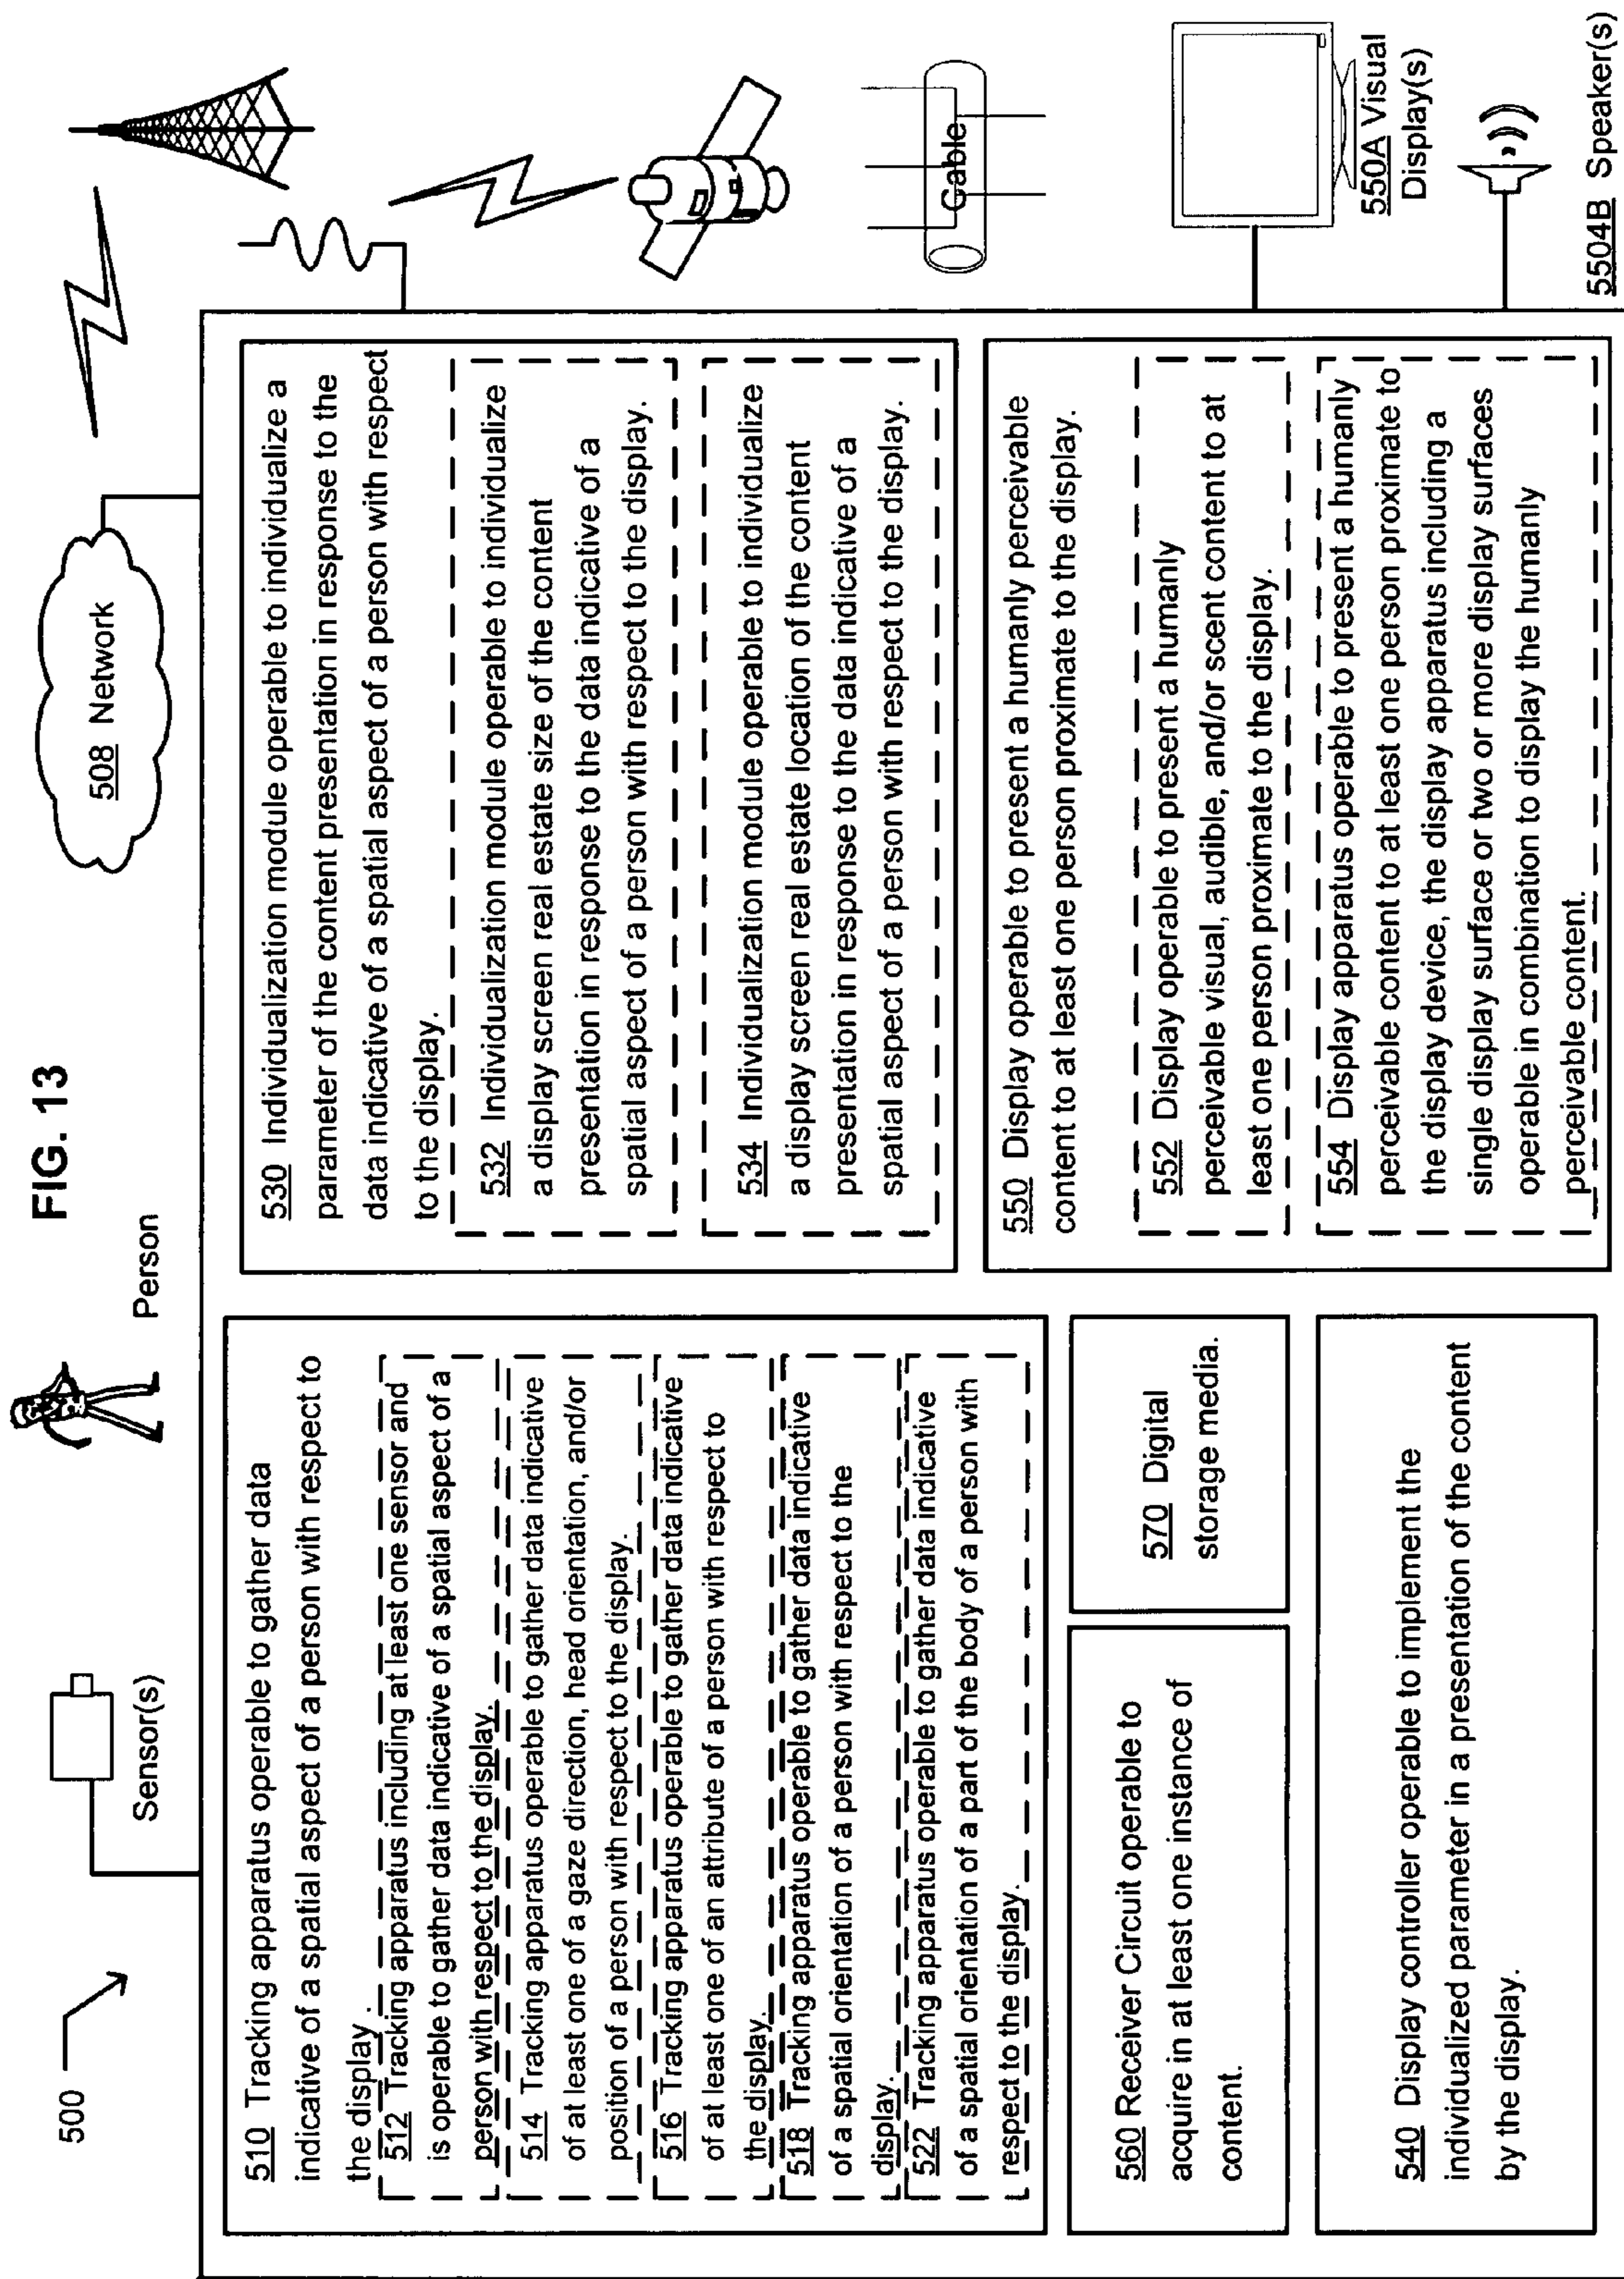 FIG. 13
500
Sensor(s)
Person
508 Network
510 Tracking apparatus operable to gather data
indicative of a spatial aspect of a person with respect to
the display.
512 Tracking apparatus including at least one sensor and
is operable to gather data indicative of a spatial aspect of a
person with respect to the display.
514 Tracking apparatus operable to gather data indicative
of at least one of a gaze direction, head orientation, and/or
position of a person with respect to the display.
516 Tracking apparatus operable to gather data indicative
of at least one of an attribute of a person with respect to
the display.
518 Tracking apparatus operable to gather data indicative
of a spatial orientation of a person with respect to the
display.
522 Tracking apparatus operable to gather data indicative
of a spatial orientation of a part of the body of a person with
respect to the display.
560 Receiver Circuit operable to
acquire in at least one instance of
content.
570 Digital
storage media.
540 Display controller operable to implement the
individualized parameter in a presentation of the content
by the display.
530 Individualization module operable to individualize a
parameter of the content presentation in response to the
data indicative of a spatial aspect of a person with respect
to the display.
532 Individualization module operable to individualize
a display screen real estate size of the content
presentation in response to the data indicative of a
spatial aspect of a person with respect to the display.
534 Individualization module operable to individualize
a display screen real estate location of the content
presentation in response to the data indicative of a
spatial aspect of a person with respect to the display.
550 Display operable to present a humanly perceivable
content to at least one person proximate to the display.
552 Display operable to present a humanly
perceivable visual, audible, and/or scent content to at
least one person proximate to the display.
554 Display apparatus operable to present a humanly
perceivable content to at least one person proximate to
the display device, the display apparatus including a
single display surface or two or more display surfaces
operable in combination to display the humanly
perceivable content.
Cable
550A Visual
Display(s)
5504B Speaker(s)